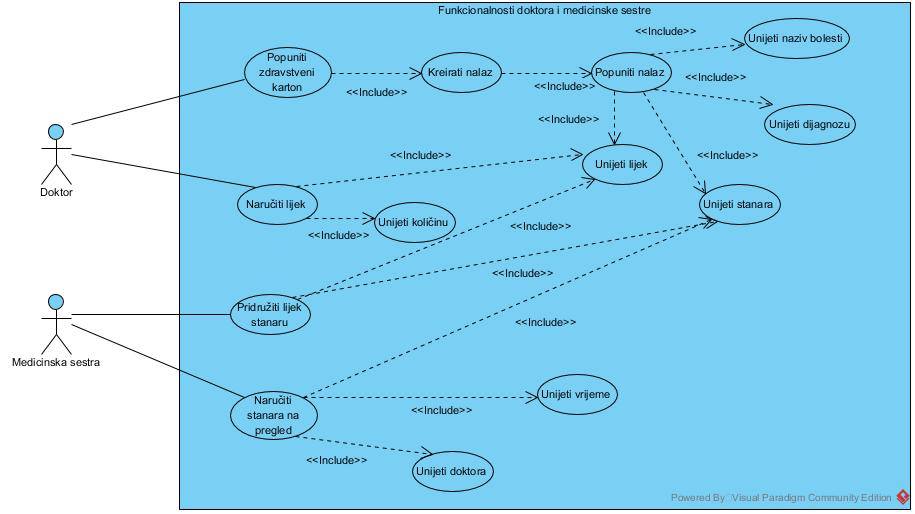 Funkcionalnosti doktora i medicinske sestre
<<Include>>
Unijeti naziv bolesti
Popuniti
zdravstveni
karton
Kreirati nalaz
Popuniti nalaz
<<Include>>
<<Include>>
<<Include>>
<<Include>>
Unijeti dijagnozu
<<Include>>
<<Include>>
Unijeti lijek
Doktor
Naručiti lijek
Unijeti stanara
Unijeti količinu
<<Include>>
<<Include>>
<<Include>>
Pridružiti lijek
stanaru
<<Include>>
Medicinska sestra
Naručiti
stanara na
pregled
Unijeti vrijeme
<<Include>>
<<Include>>
Unijeti doktora
Powered By Visual Paradigm Community Edition